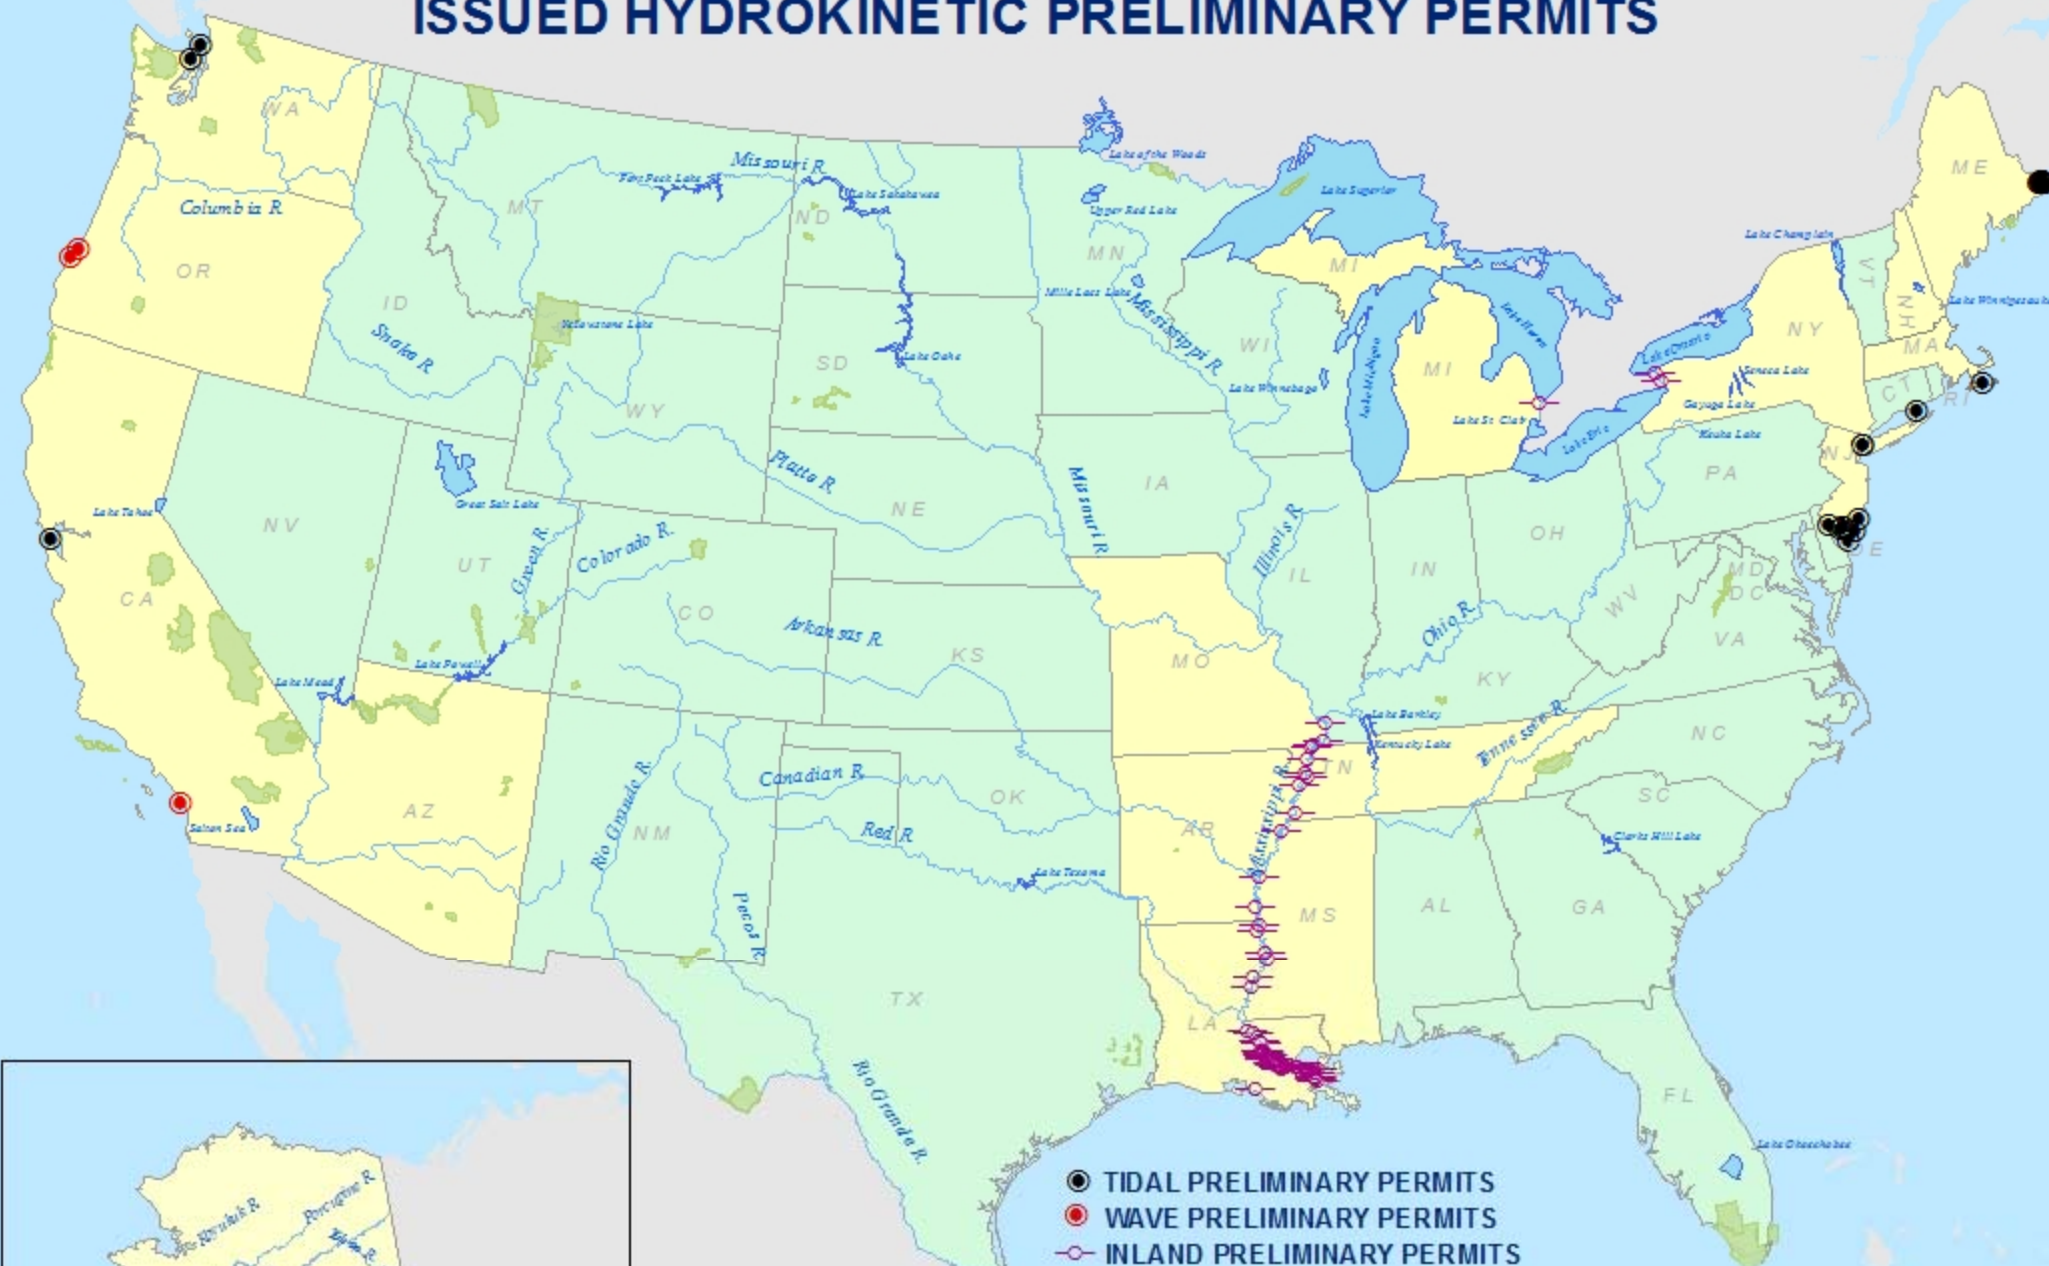 ISSUED HYDROKINETIC PRELIMINARY PERMITS
WA
Columbia R
OR
ID
Snake R
MT
Missouri R
Fort Peck Lake
Lake Sakakawea
ND
Lake of the Woods
Upper Red Lake
MN
Mille Lacs Lake
Mississippi R
Lake Superior
MI
WI
Lake Winnebago
Lake Michigan
MI
Lake Huron
Lake St. Clair
Lake Erie
Lake Ontario
Lake Champlain
VT
NH
ME
Lake Winnipesauk
NY
MA
Seneca Lake
Cayuga Lake
Keuka Lake
CT
RI
NJ
PA
Yellowstone Lake
SD
Lake Oahe
WY
Platte R
NE
IA
Missouri R
Illinois R
IL
IN
OH
Ohio R
WV
MD
DC
DE
VA
KY
Lake Tahoe
NV
Great Salt Lake
UT
Green R.
Colorado R.
CO
Arkansas R.
KS
MO
CA
Lake Mead
Lake Powell
AZ
Salton Sea
NM
Rio Grande R.
Pecos R.
Canadian R.
OK
Red R
Lake Texoma
TX
Rio Grande R.
AR
Mississippi R.
LA
MS
TN
Lake Barkley
Kentucky Lake
Tennessee R.
NC
SC
Clarks Hill Lake
AL
GA
FL
Lake Okeechobee
Noatak R
Porcupine R
Yukon R.
TIDAL PRELIMINARY PERMITS
WAVE PRELIMINARY PERMITS
INLAND PRELIMINARY PERMITS